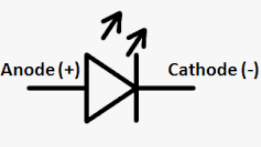 Anode (+) Cathode (-)